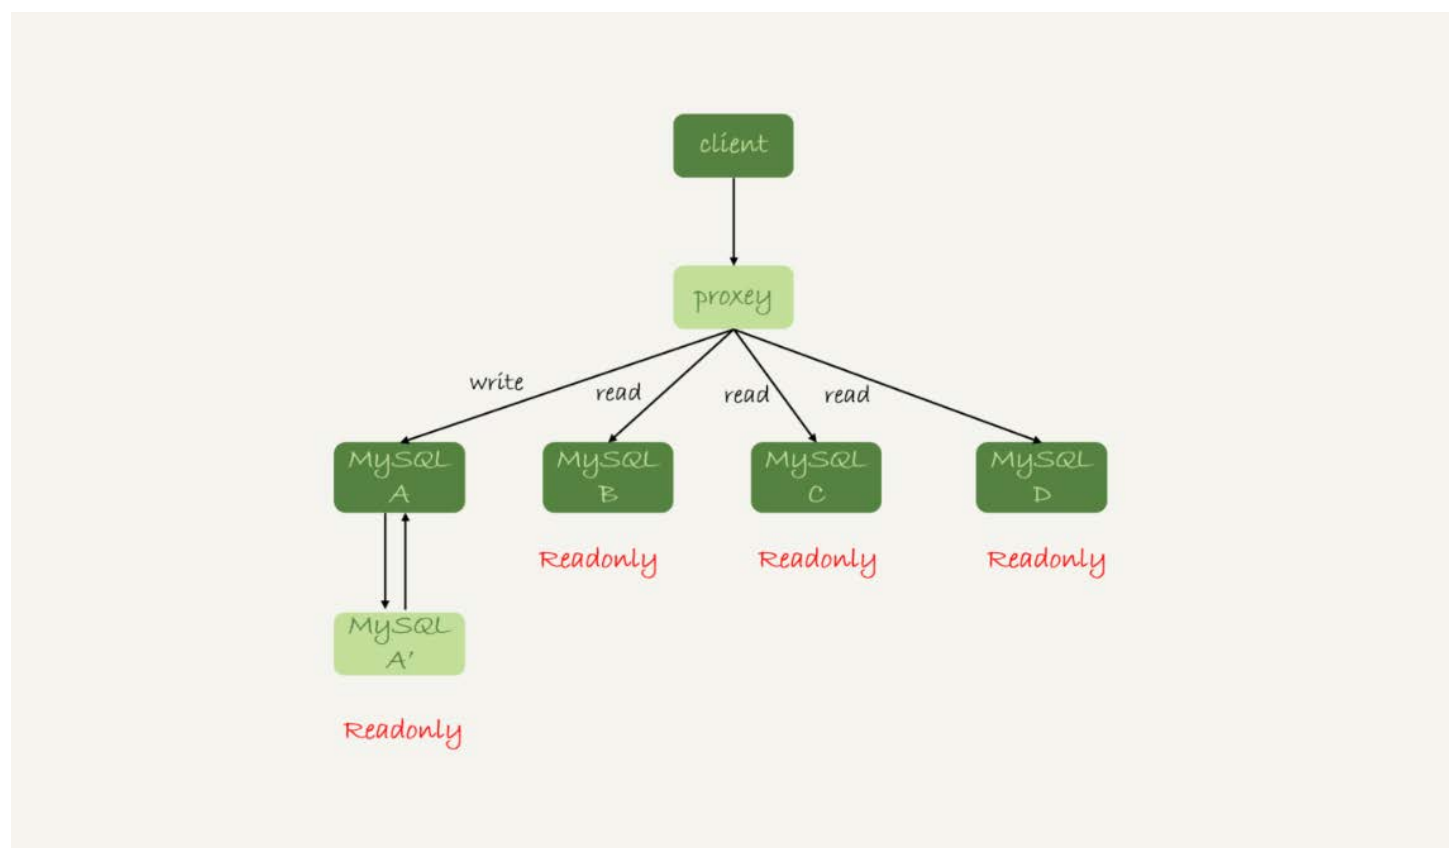 client
proxey
write
read
read
read
MySQL
A
MySQL
B
MySQL
C
MySQL
D
Readonly
Readonly
Readonly
MySQL
A'
Readonly